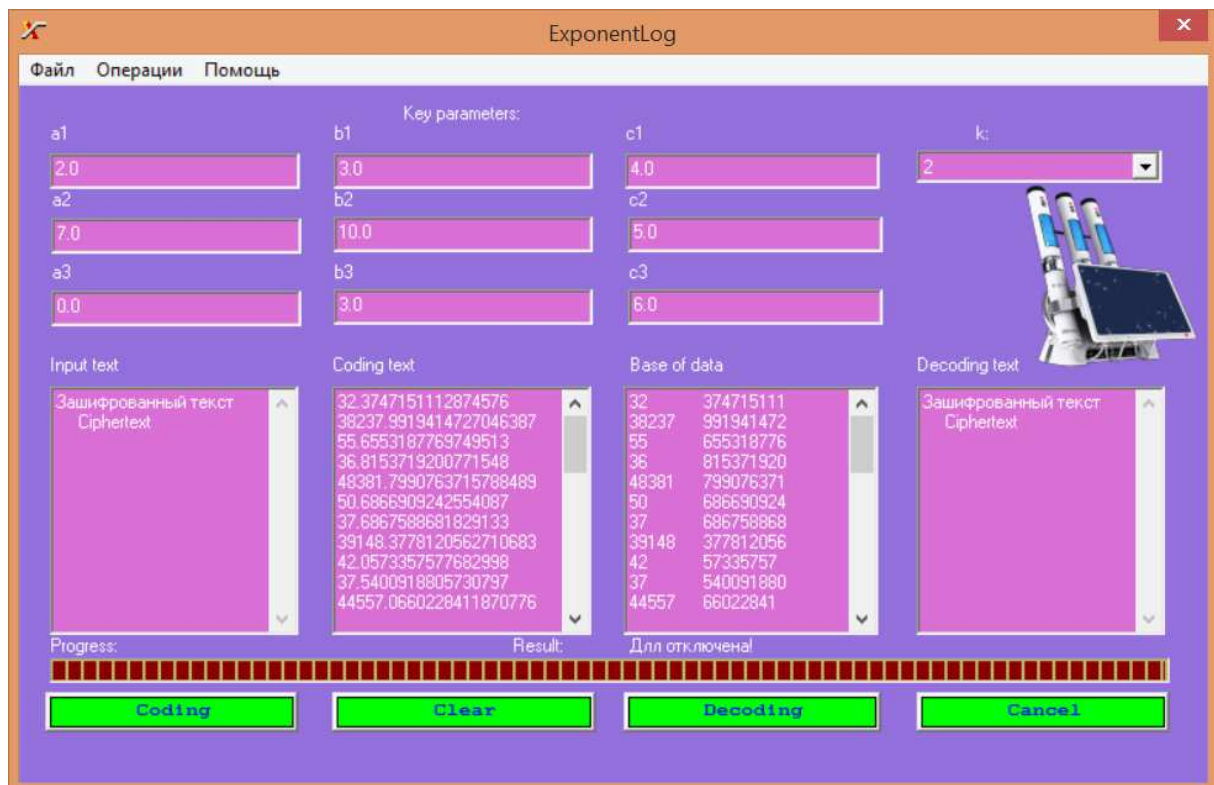 ExponentLog
Файл Операции Помощь
Key parameters:
a1 b1 c1 k:
2.0 3.0 4.0 2
a2 b2 c2
7.0 10.0 5.0
a3 b3 c3
0.0 3.0 6.0
Input text Coding text Base of data Decoding text
Зашифрованный текст 32.3747151112874576 32 374715111 Зашифрованный текст
Ciphertext 38237.9919414727046387 38237 991941472 Ciphertext
55.6553187769749513 55 655318776
36.8153719200771548 36 815371920
48381.7990763715788489 48381 799076371
50.6866909242554087 50 686690924
37.6867588681829133 37 686758868
39148.3778120562710683 39148 377812056
42.0573357577682998 42 57335757
37.5400918805730797 37 540091880
44557.0660228411870776 44557 66022841
Progress: Result: Длл отключена!
Coding Clear Decoding Cancel